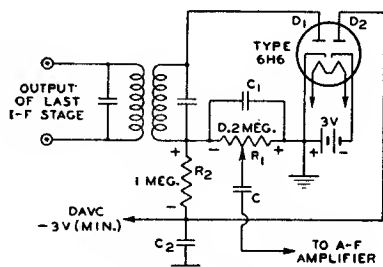 D1 D2
TYPE
6H6
OUTPUT
OF LAST
I-F STAGE
C1
0.2 MEG.
R1
+
-
+
3V
+ -
R2
1 MEG.
+
-
C
DAVC
-3V (MIN.)
C2
TO A-F
AMPLIFIER